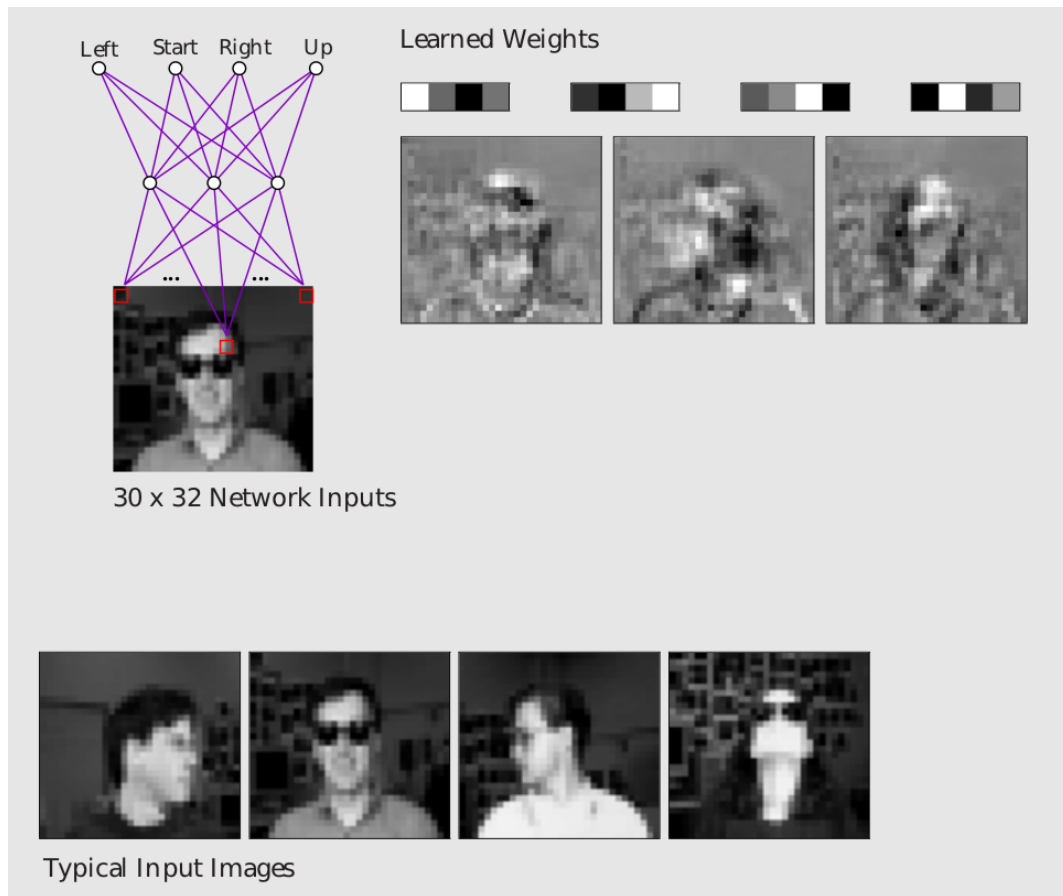 Left Start Right Up
Learned Weights
... ...
30 x 32 Network Inputs
Typical Input Images